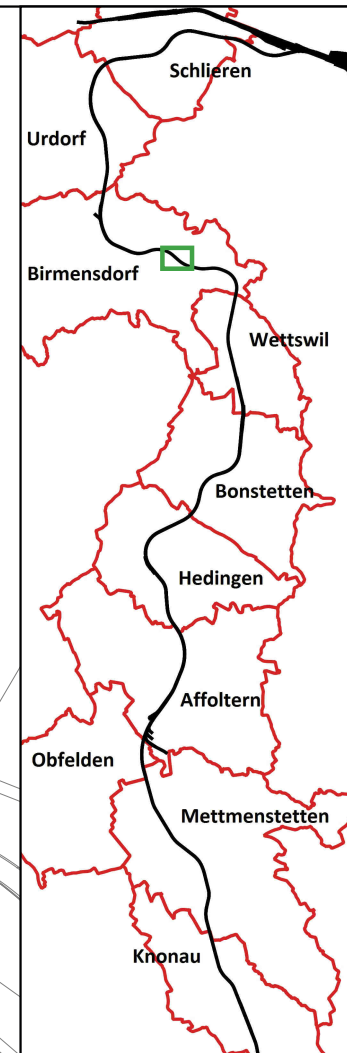 Schlieren
Urdorf
Birmensdorf
Wettswil
Bonstetten
Hedingen
Affoltern
Obfelden
Mettmenstetten
Knonau